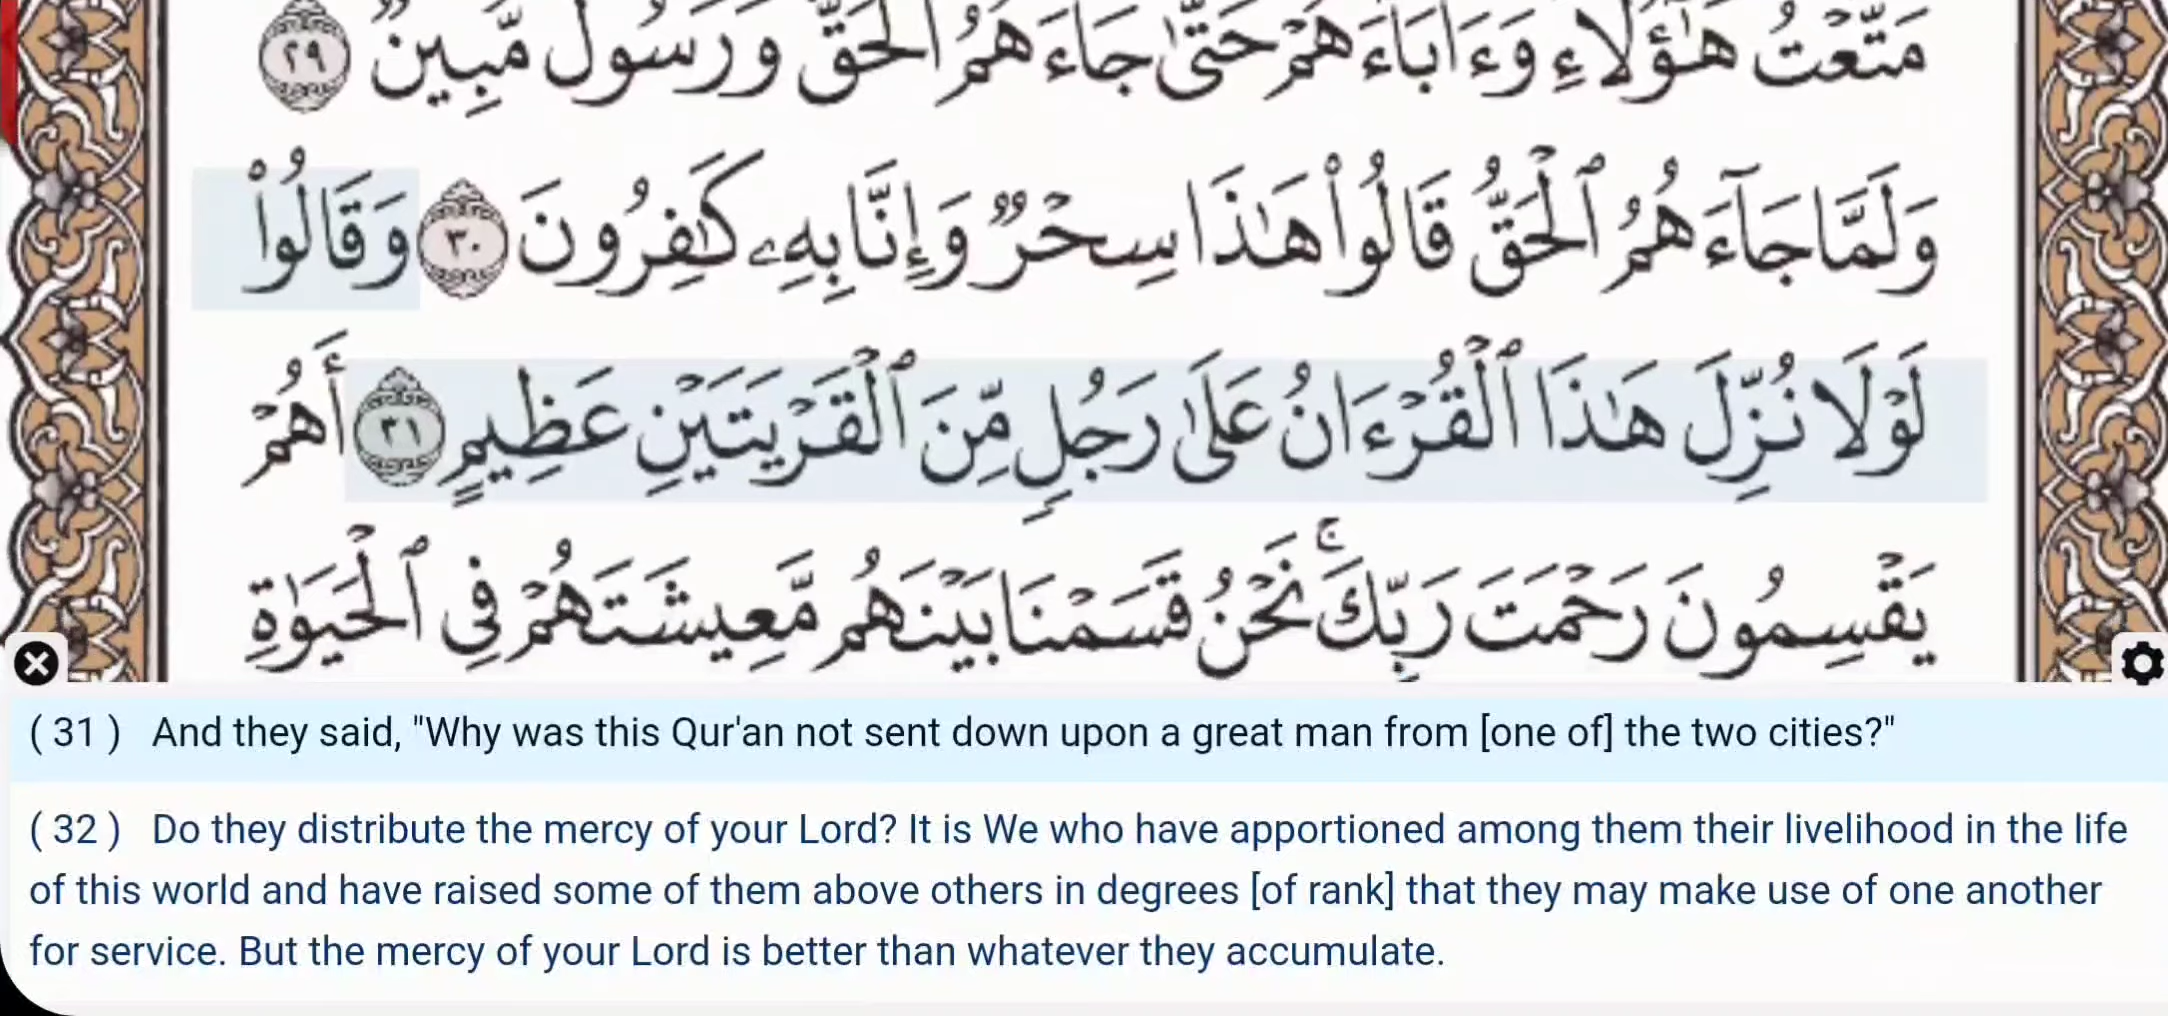 مَتَّعْتُ هَٰٓؤُلَآءِ وَءَابَآءَهُمْ حَتَّىٰ جَآءَهُمُ ٱلْحَقُّ وَرَسُولٌ مُّبِينٌ ٢٩
وَلَمَّا جَآءَهُمُ ٱلْحَقُّ قَالُوا۟ هَٰذَا سِحْرٌ وَإِنَّا بِهِۦ كَٰفِرُونَ ٣٠ وَقَالُوا۟
لَوْلَا نُزِّلَ هَٰذَا ٱلْقُرْءَانُ عَلَىٰ رَجُلٍ مِّنَ ٱلْقَرْيَتَيْنِ عَظِيمٍ ٣١ أَهُمْ
يَقْسِمُونَ رَحْمَتَ رَبِّكَ ۚ نَحْنُ قَسَمْنَا بَيْنَهُم مَّعِيشَتَهُمْ فِى ٱلْحَيَوٰةِ
( 31 ) And they said, "Why was this Qur'an not sent down upon a great man from [one of] the two cities?"
( 32 ) Do they distribute the mercy of your Lord? It is We who have apportioned among them their livelihood in the life
of this world and have raised some of them above others in degrees [of rank] that they may make use of one another
for service. But the mercy of your Lord is better than whatever they accumulate.